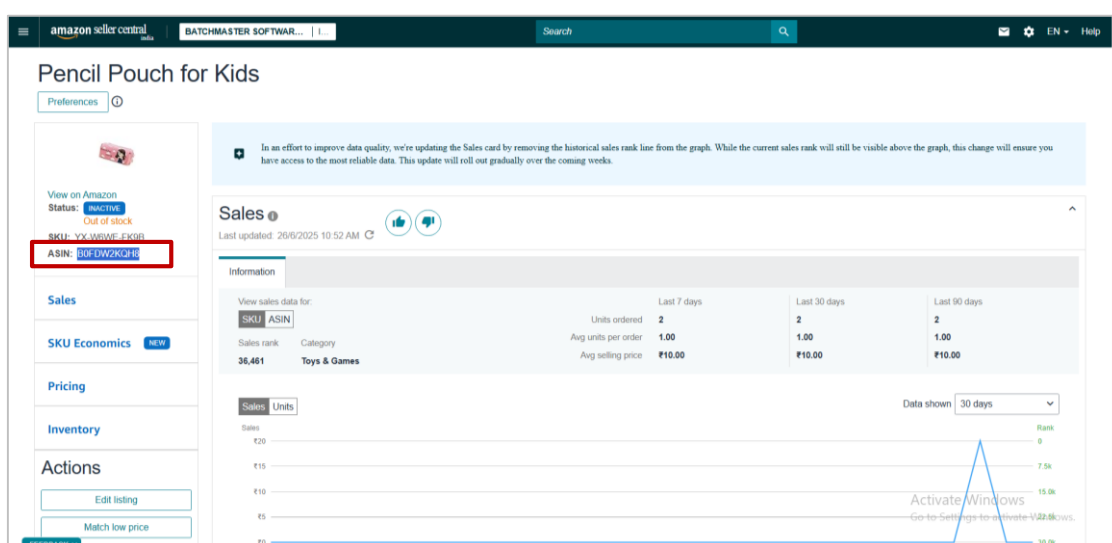 amazon seller central
india
BATCHMASTER SOFTWAR... | I...
Search
EN
Help
Pencil Pouch for Kids
Preferences
In an effort to improve data quality, we're updating the Sales card by removing the historical sales rank line from the graph. While the current sales rank will still be visible above the graph, this change will ensure you
have access to the most reliable data. This update will roll out gradually over the coming weeks.
View on Amazon
Status: INACTIVE
Out of stock
SKU: YX-W6WE-FK9B
ASIN: B0FDW2KQH8
Sales
SKU Economics NEW
Pricing
Inventory
Actions
Edit listing
Match low price
Sales
Last updated: 26/6/2025 10:52 AM
Information
View sales data for:
SKU ASIN
Sales rank Category
36,461 Toys & Games
Last 7 days Last 30 days Last 90 days
Units ordered 2 2 2
Avg units per order 1.00 1.00 1.00
Avg selling price ₹10.00 ₹10.00 ₹10.00
Sales Units
Data shown 30 days
Sales Rank
₹20 0
₹15 7.5k
₹10 15.0k
₹5 22.5k
₹0 30.0k
Activate Windows
Go to Settings to activate Windows.